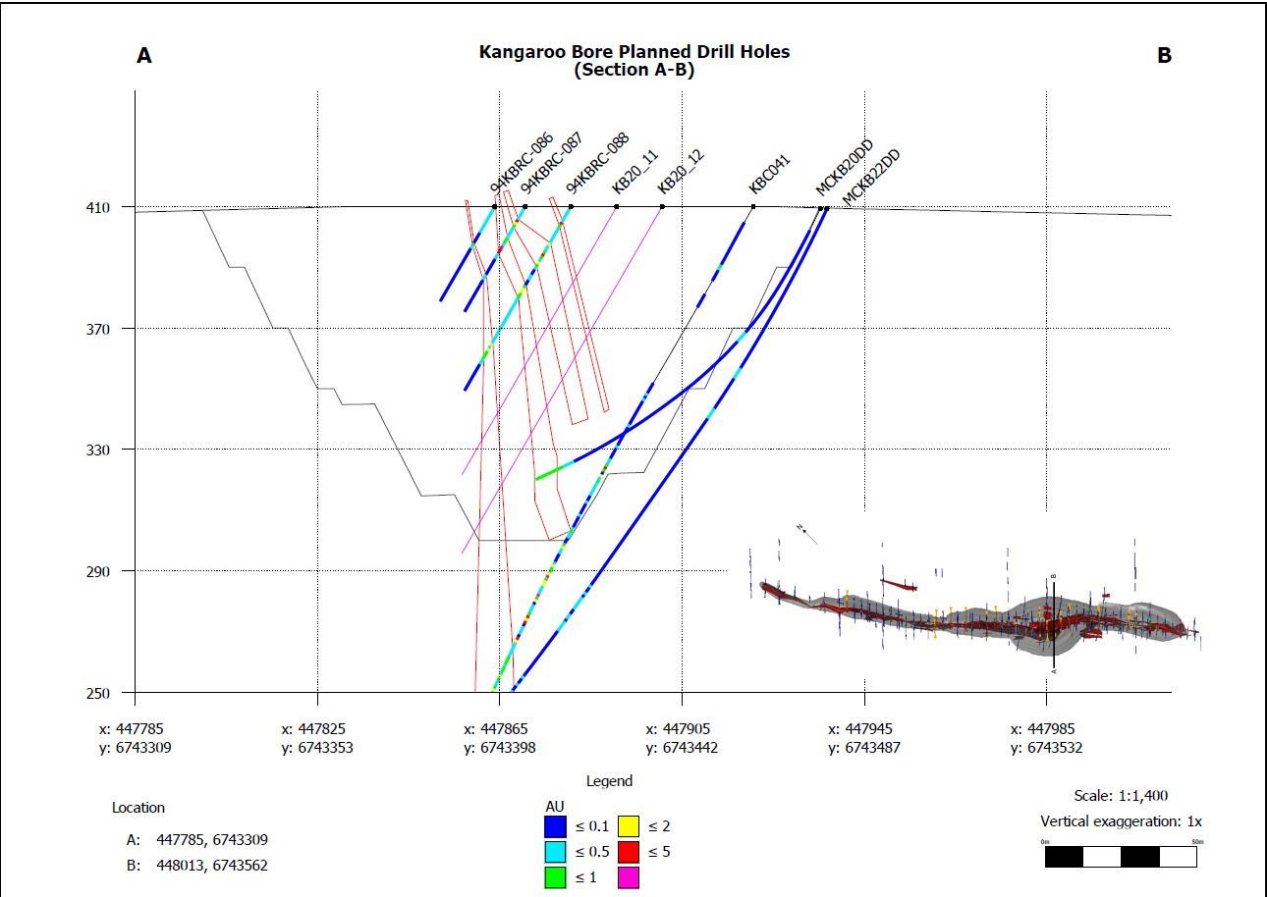 A
Kangaroo Bore Planned Drill Holes
(Section A-B)
B
94KBRC-086
94KBRC-087
94KBRC-088
KB20_11
KB20_12
KBC041
MCKB20DD
MCKB22DD
410
370
330
290
250
N
B
A
x: 447785
y: 6743309
x: 447825
y: 6743353
x: 447865
y: 6743398
x: 447905
y: 6743442
x: 447945
y: 6743487
x: 447985
y: 6743532
Location
A: 447785, 6743309
B: 448013, 6743562
Legend
AU
≤ 0.1
≤ 0.5
≤ 1
≤ 2
≤ 5
Scale: 1:1,400
Vertical exaggeration: 1x
0m 50m